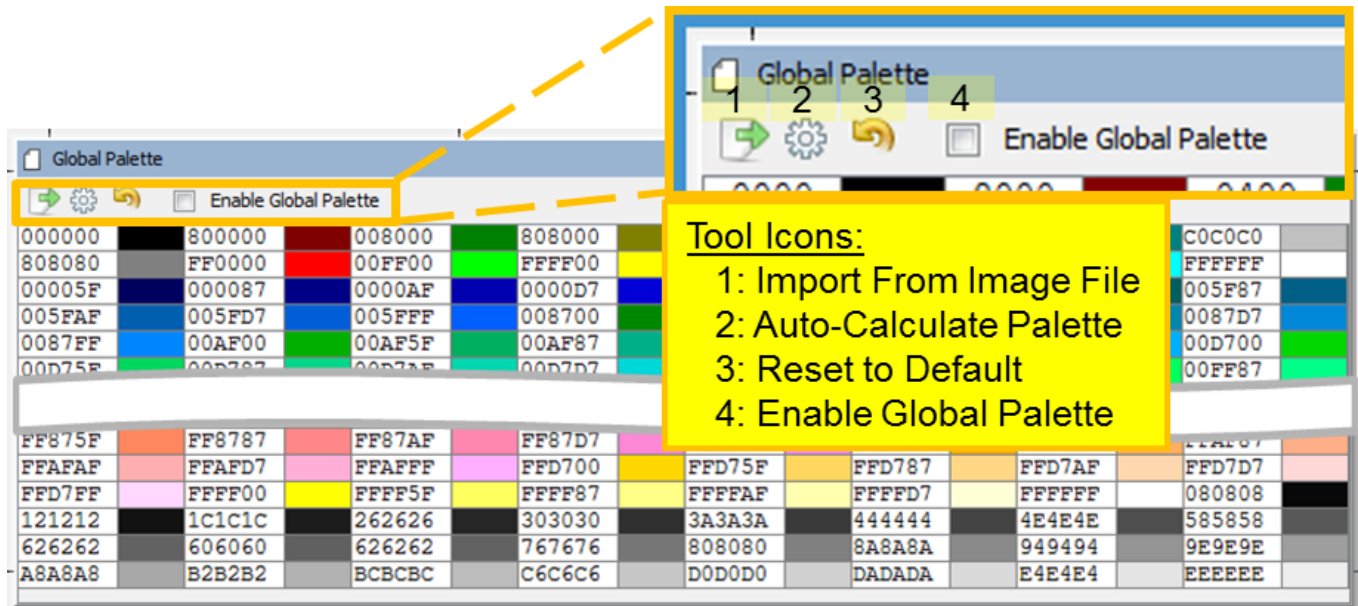 Global Palette
1 2 3 4
Enable Global Palette
Global Palette
Enable Global Palette
Tool Icons:
1: Import From Image File
2: Auto-Calculate Palette
3: Reset to Default
4: Enable Global Palette
000000 800000 008000 808000 C0C0C0
808080 FF0000 00FF00 FFFF00 FFFFFF
00005F 000087 0000AF 0000D7 005F87
005FAF 005FD7 005FFF 008700 0087D7
0087FF 00AF00 00AF5F 00AF87 00D700
00D75F 00D787 00D7AF 00D7D7 00FF87
FF875F FF8787 FF87AF FF87D7 FFAF87
FFAFAF FFAFD7 FFAFFF FFD700 FFD75F FFD787 FFD7AF FFD7D7
FFD7FF FFFF00 FFFF5F FFFF87 FFFFAF FFFFD7 FFFFFF 080808
121212 1C1C1C 262626 303030 3A3A3A 444444 4E4E4E 585858
626262 606060 626262 767676 808080 8A8A8A 949494 9E9E9E
A8A8A8 B2B2B2 BCBCBC C6C6C6 D0D0D0 DADADA E4E4E4 EEEEEE